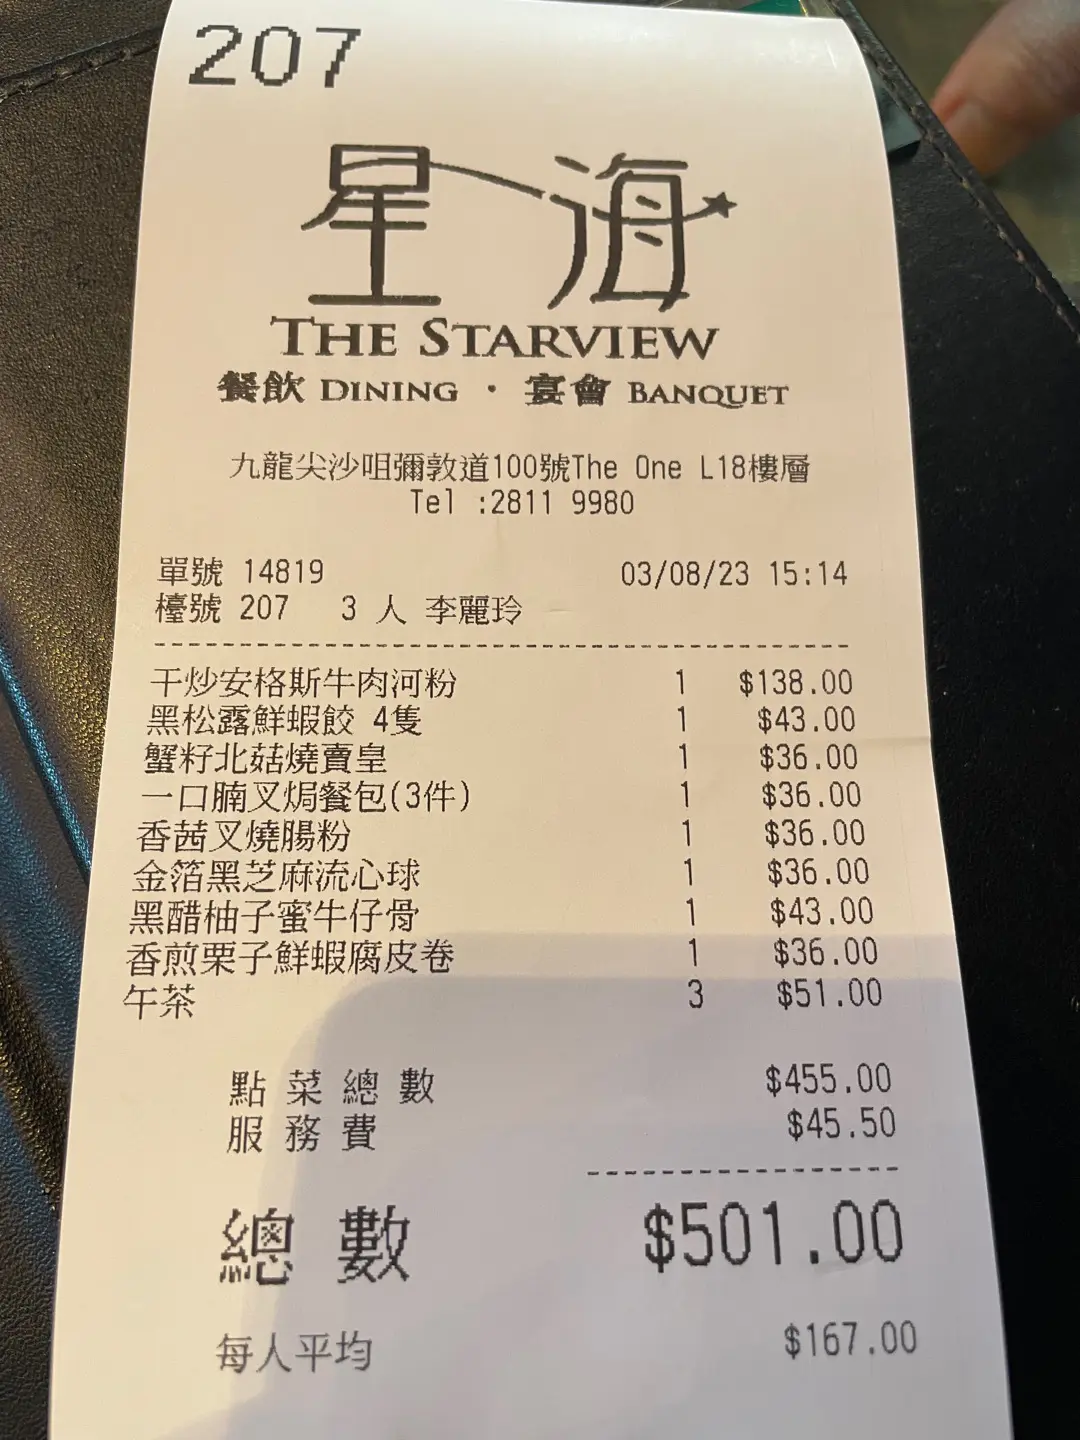 207
星海
THE STARVIEW
餐飲 DINING · 宴會 BANQUET
九龍尖沙咀彌敦道100號The One L18樓層
Tel :2811 9980
單號 14819 03/08/23 15:14
檯號 207 3 人 李麗玲
干炒安格斯牛肉河粉 1 $138.00
黑松露鮮蝦餃 4隻 1 $43.00
蟹籽北菇燒賣皇 1 $36.00
一口腩叉焗餐包(3件) 1 $36.00
香茜叉燒腸粉 1 $36.00
金箔黑芝麻流心球 1 $36.00
黑醋柚子蜜牛仔骨 1 $43.00
香煎栗子鮮蝦腐皮卷 1 $36.00
午茶 3 $51.00
點菜總數 $455.00
服務費 $45.50
總數 $501.00
每人平均 $167.00